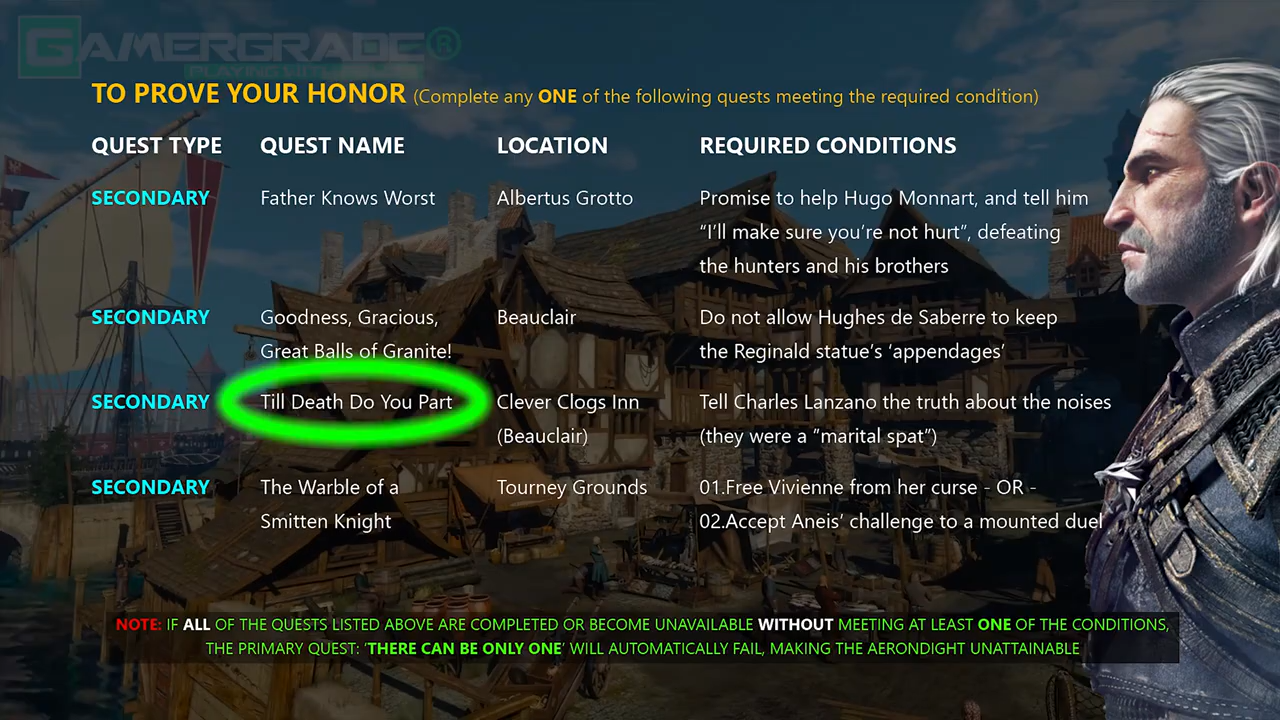 GAMERGRADE®
TO PROVE YOUR HONOR (Complete any ONE of the following quests meeting the required condition)
QUEST TYPE QUEST NAME LOCATION REQUIRED CONDITIONS
SECONDARY Father Knows Worst Albertus Grotto Promise to help Hugo Monnart, and tell him
“I’ll make sure you’re not hurt”, defeating
the hunters and his brothers
SECONDARY Goodness, Gracious, Beauclair Do not allow Hughes de Saberre to keep
Great Balls of Granite! the Reginald statue’s ‘appendages’
SECONDARY Till Death Do You Part Clever Clogs Inn Tell Charles Lanzano the truth about the noises
(Beauclair) (they were a ”marital spat”)
SECONDARY The Warble of a Tourney Grounds 01.Free Vivienne from her curse - OR -
Smitten Knight 02.Accept Aneis’ challenge to a mounted duel
NOTE: IF ALL OF THE QUESTS LISTED ABOVE ARE COMPLETED OR BECOME UNAVAILABLE WITHOUT MEETING AT LEAST ONE OF THE CONDITIONS,
THE PRIMARY QUEST: ‘THERE CAN BE ONLY ONE’ WILL AUTOMATICALLY FAIL, MAKING THE AERONDIGHT UNATTAINABLE